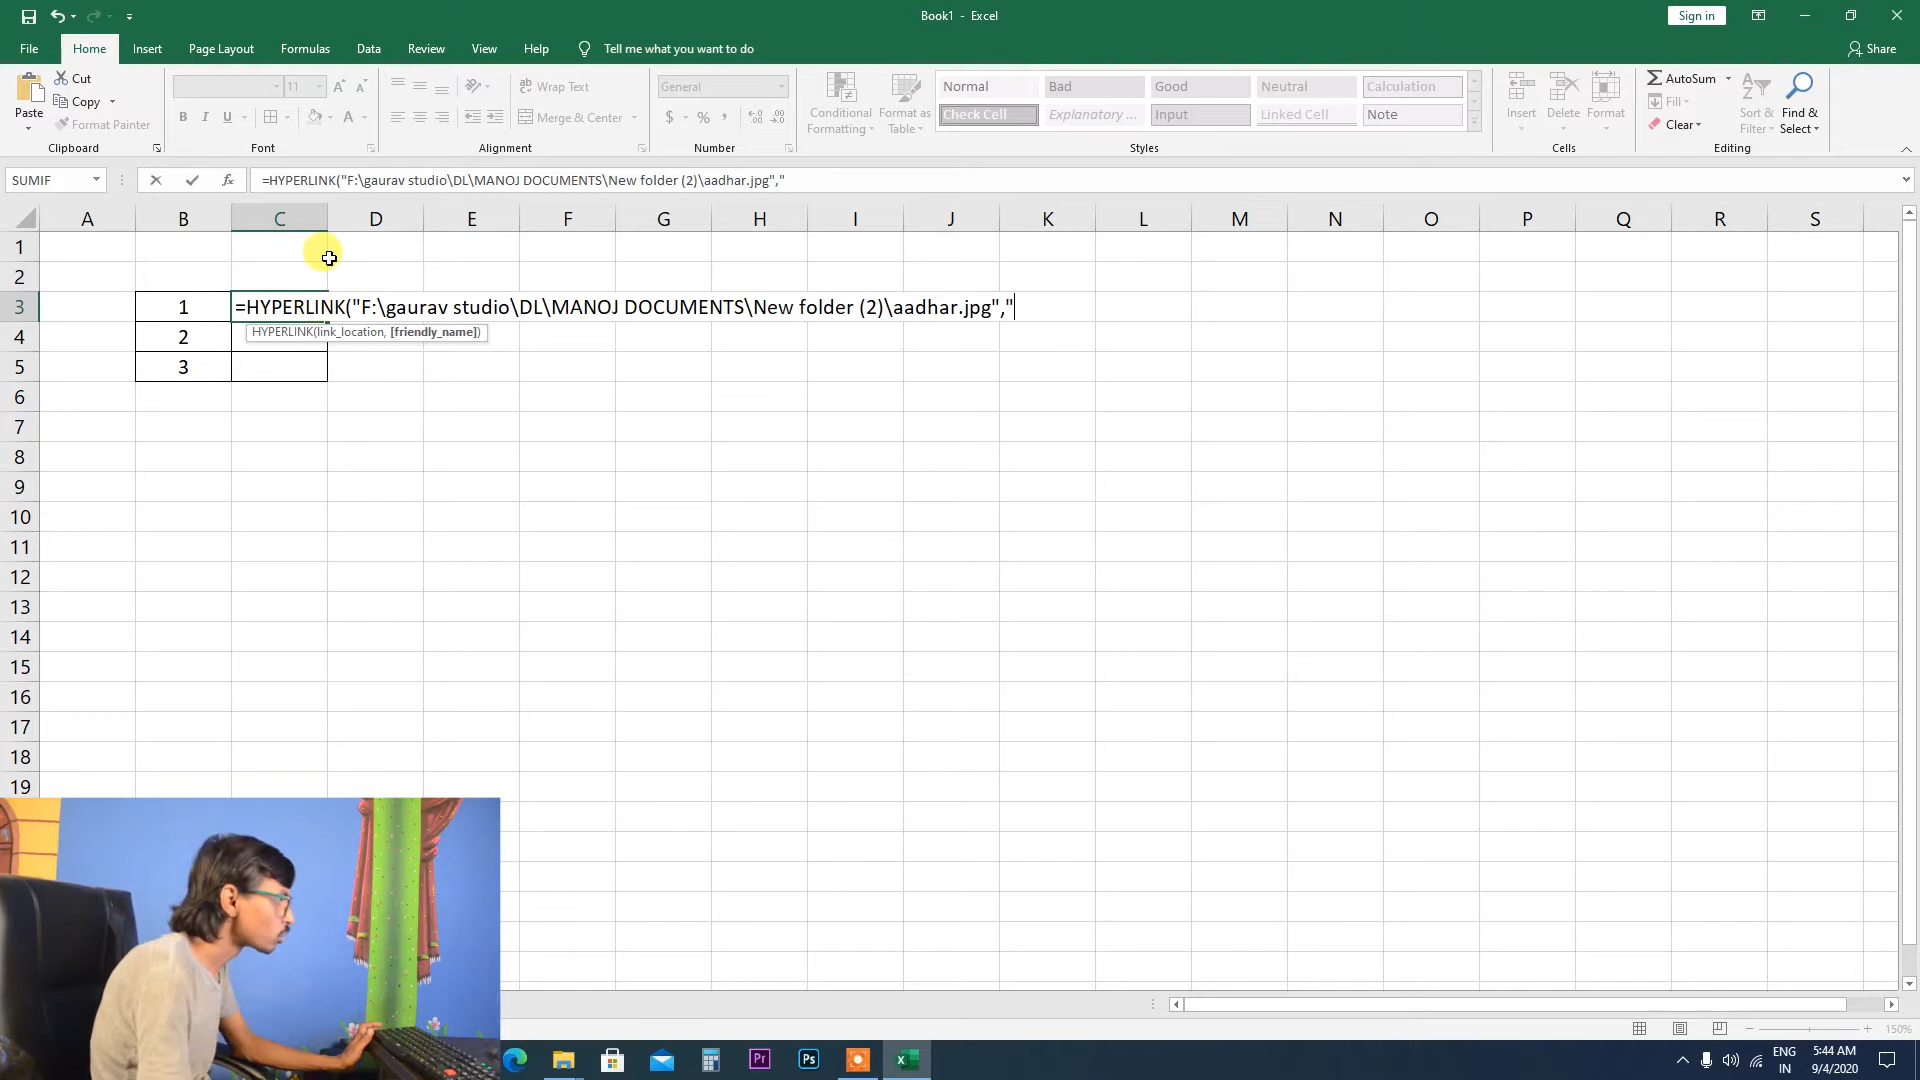 Book1 - Excel
Sign in
File Home Insert Page Layout Formulas Data Review View Help Tell me what you want to do Share
Paste
Cut
Copy
Format Painter
Clipboard
11
B I U
Font
Wrap Text
Merge & Center
Alignment
General
$ % ,
Number
Conditional Formatting
Format as Table
Normal Bad Good Neutral Calculation
Check Cell Explanatory ... Input Linked Cell Note
Styles
Insert Delete Format
Cells
AutoSum
Fill
Clear
Sort & Filter
Find & Select
Editing
SUMIF fx =HYPERLINK("F:\gaurav studio\DL\MANOJ DOCUMENTS\New folder (2)\aadhar.jpg","
A B C D E F G H I J K L M N O P Q R S
1
2
3 1 =HYPERLINK("F:\gaurav studio\DL\MANOJ DOCUMENTS\New folder (2)\aadhar.jpg","
HYPERLINK(link_location, [friendly_name])
4 2
5 3
6
7
8
9
10
11
12
13
14
15
16
17
18
19
150%
Pr Ps
ENG
IN
5:44 AM
9/4/2020